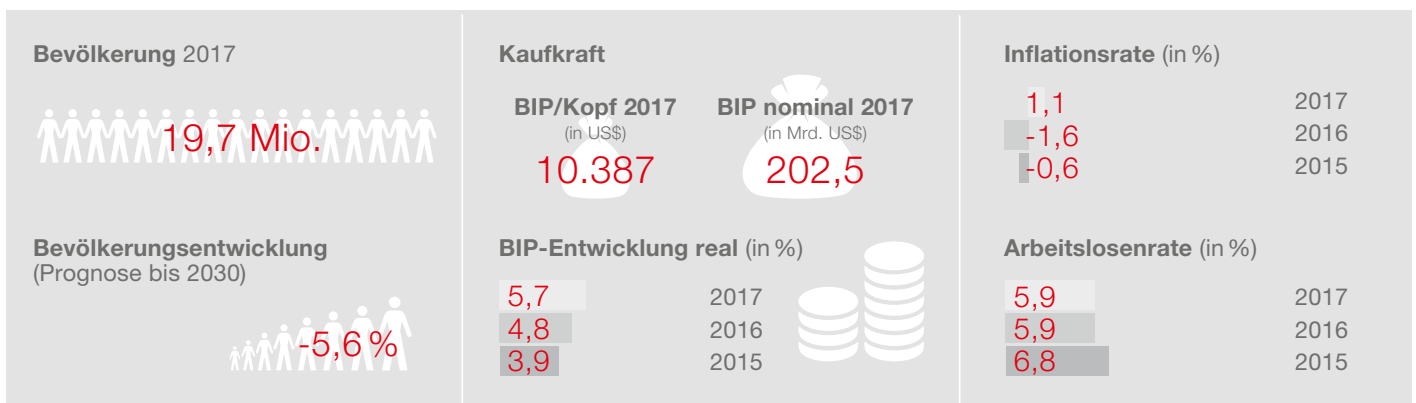 Bevölkerung 2017
19,7 Mio.
Bevölkerungsentwicklung
(Prognose bis 2030)
-5,6 %
Kaufkraft
BIP/Kopf 2017
(in US$)
10.387
BIP nominal 2017
(in Mrd. US$)
202,5
BIP-Entwicklung real (in %)
5,7 2017
4,8 2016
3,9 2015
Inflationsrate (in %)
1,1 2017
-1,6 2016
-0,6 2015
Arbeitslosenrate (in %)
5,9 2017
5,9 2016
6,8 2015